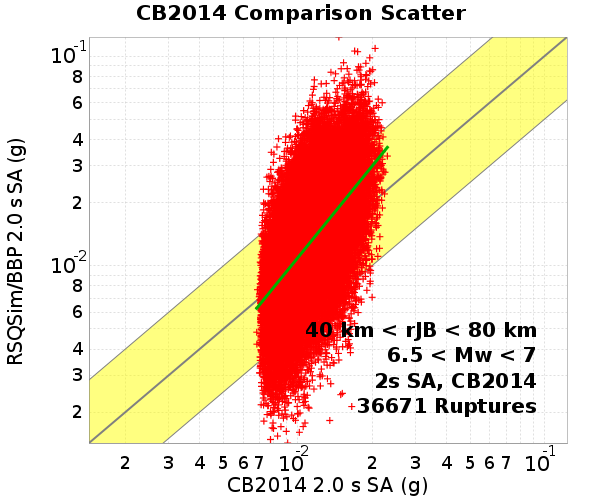 CB2014 Comparison Scatter
RSQSim/BBP 2.0 s SA (g)
10-1
8
6
4
3
2
10-2
8
6
4
3
2
40 km < rJB < 80 km
6.5 < Mw < 7
2s SA, CB2014
36671 Ruptures
2 3 4 5 6 7 10-2 2 3 4 5 6 7 10-1
CB2014 2.0 s SA (g)